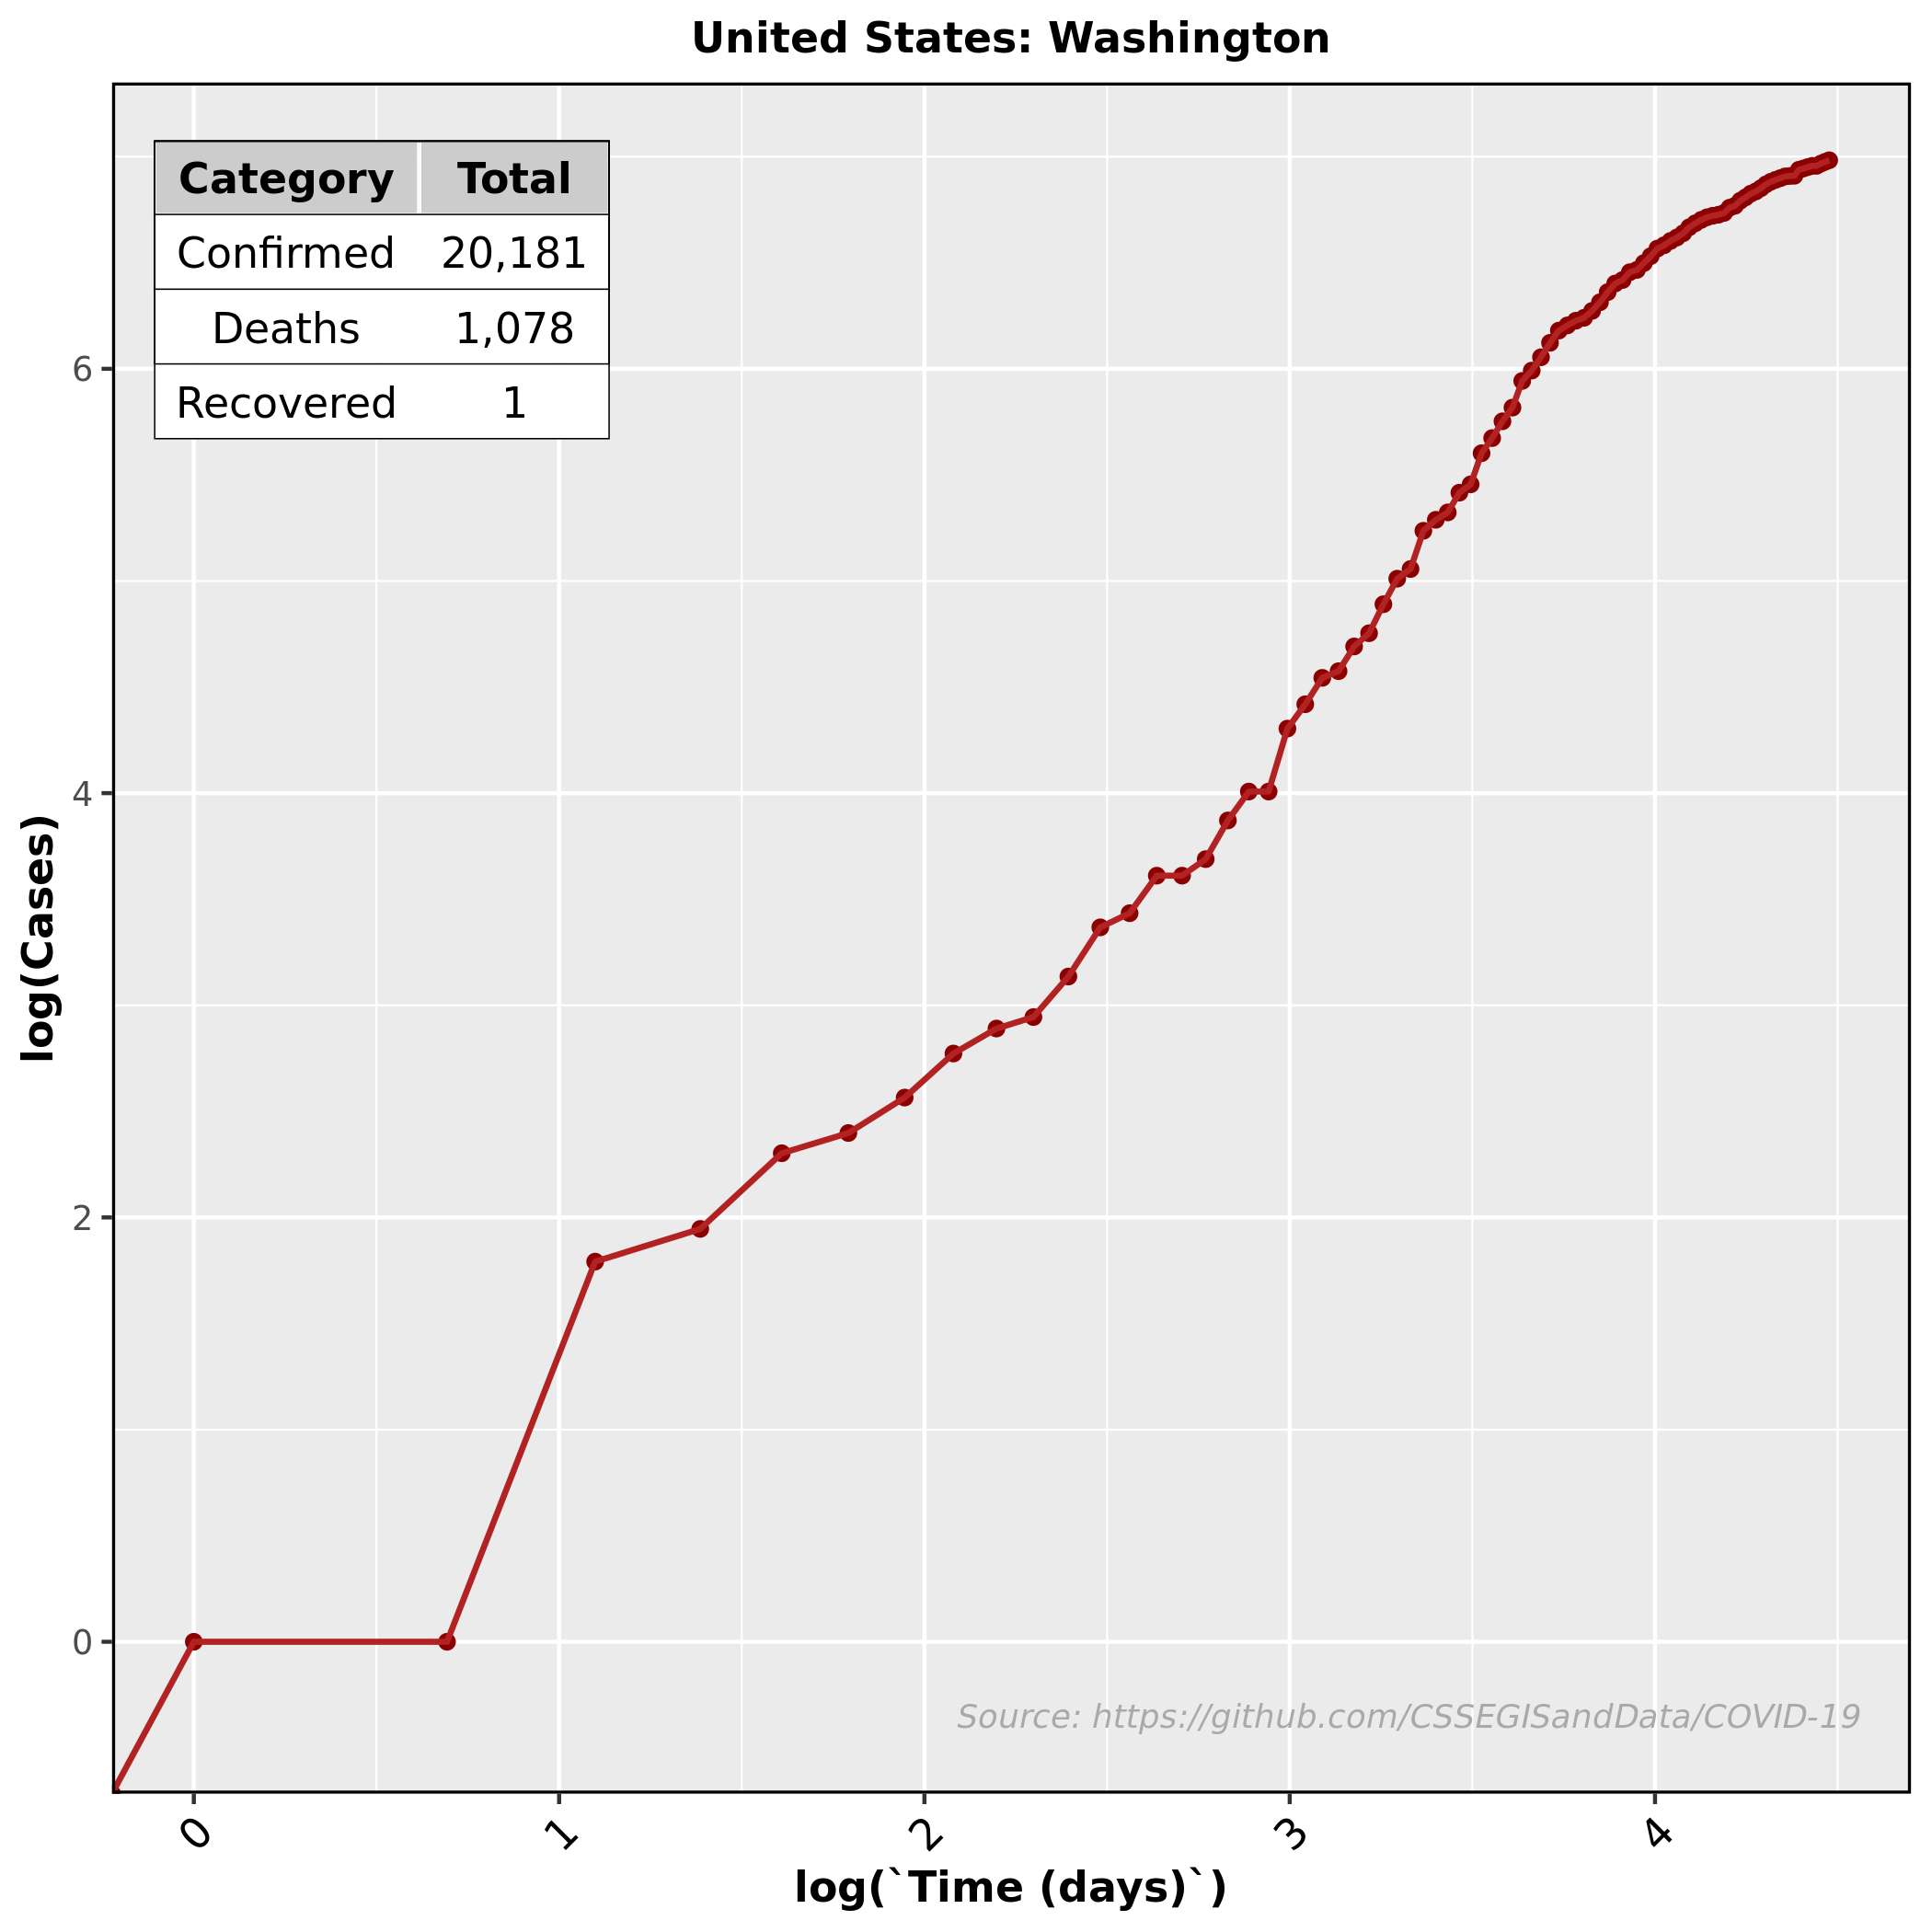 United States: Washington
Category Total
Confirmed 20,181
Deaths 1,078
Recovered 1
6
4
2
0
log(Cases)
Source: https://github.com/CSSEGISandData/COVID-19
0 1 2 3 4
log(`Time (days)`)